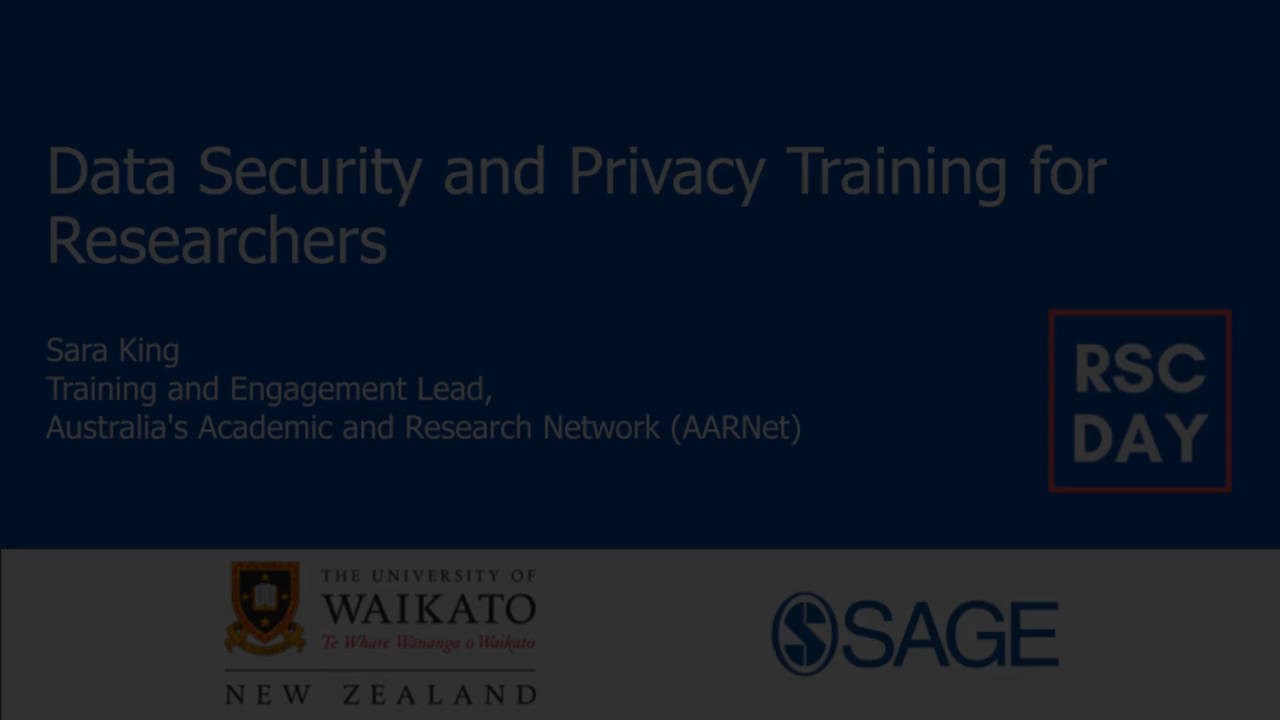 Data Security and Privacy Training for
Researchers
Sara King
Training and Engagement Lead,
Australia's Academic and Research Network (AARNet)
RSC
DAY
THE UNIVERSITY OF
WAIKATO
Te Whare Wānanga o Waikato
NEW ZEALAND
SAGE